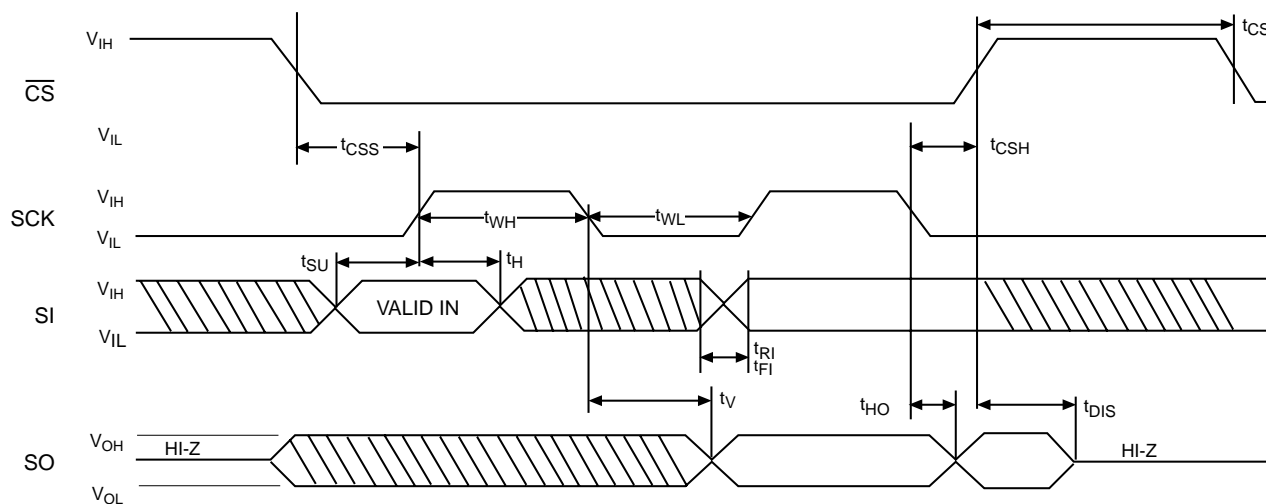 V_IH
t_CS
C̅S̅
V_IL
t_CSS
t_CSH
V_IH
SCK
t_WH
t_WL
V_IL
t_SU
t_H
V_IH
SI
VALID IN
V_IL
t_RI
t_FI
t_V
t_HO
t_DIS
V_OH
HI-Z
HI-Z
SO
V_OL